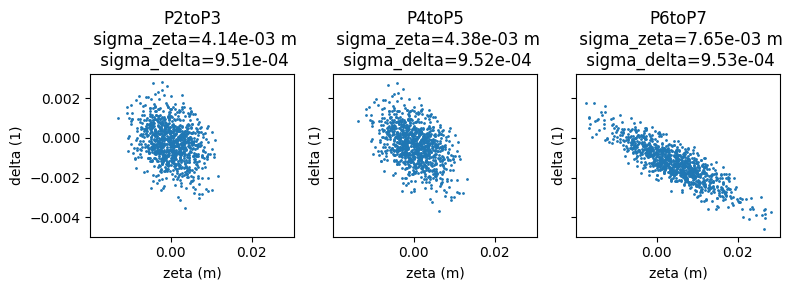 P2toP3
sigma_zeta=4.14e-03 m
sigma_delta=9.51e-04
P4toP5
sigma_zeta=4.38e-03 m
sigma_delta=9.52e-04
P6toP7
sigma_zeta=7.65e-03 m
sigma_delta=9.53e-04
delta (1)
0.002
0.000
−0.002
−0.004
0.00
0.02
zeta (m)
delta (1)
0.00
0.02
zeta (m)
delta (1)
0.00
0.02
zeta (m)